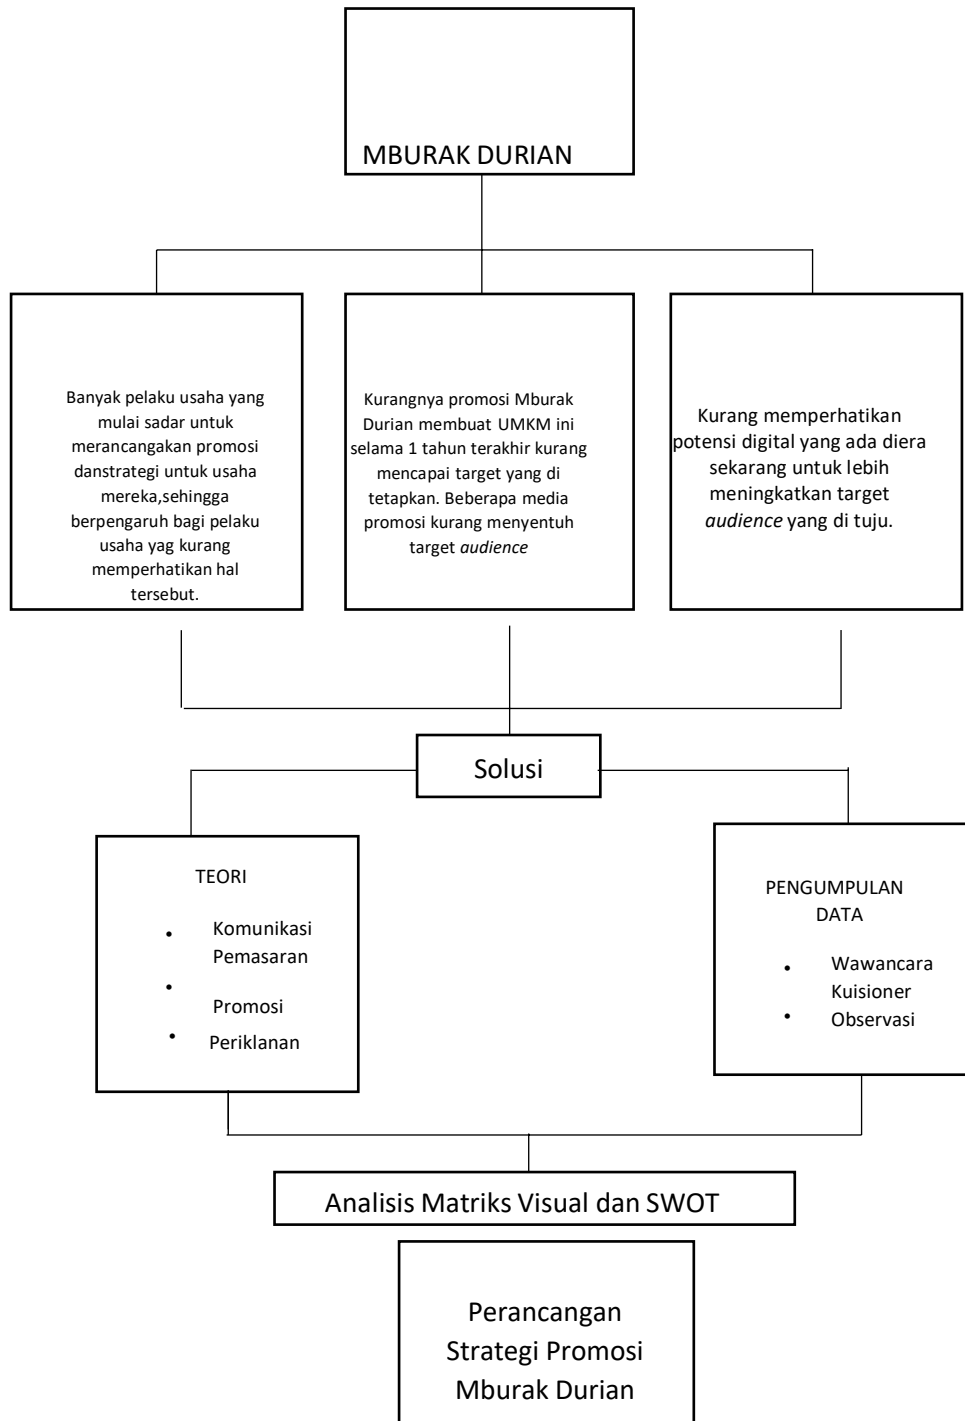 MBURAK DURIAN
Banyak pelaku usaha yang
mulai sadar untuk
merancangakan promosi
danstrategi untuk usaha
mereka,sehingga
berpengaruh bagi pelaku
usaha yag kurang
memperhatikan hal
tersebut.
Kurangnya promosi Mburak
Durian membuat UMKM ini
selama 1 tahun terakhir kurang
mencapai target yang di
tetapkan. Beberapa media
promosi kurang menyentuh
target audience
Kurang memperhatikan
potensi digital yang ada diera
sekarang untuk lebih
meningkatkan target
audience yang di tuju.
Solusi
TEORI
• Komunikasi
Pemasaran
• Promosi
• Periklanan
PENGUMPULAN
DATA
• Wawancara
Kuisioner
• Observasi
Analisis Matriks Visual dan SWOT
Perancangan
Strategi Promosi
Mburak Durian